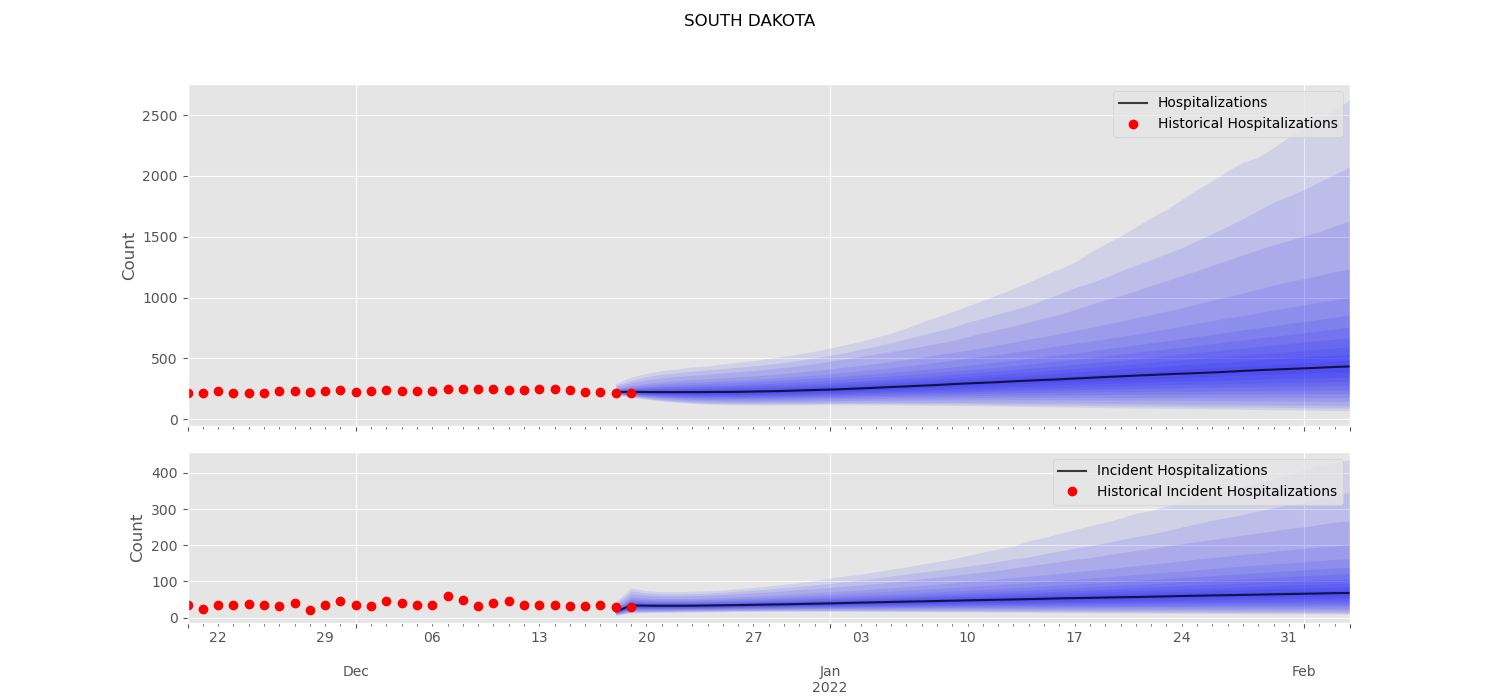 SOUTH DAKOTA
Hospitalizations
Historical Hospitalizations
Count
2500
2000
1500
1000
500
0
Incident Hospitalizations
Historical Incident Hospitalizations
Count
400
300
200
100
0
22 29 06 13 20 27 03 10 17 24 31
Dec Jan Feb
2022